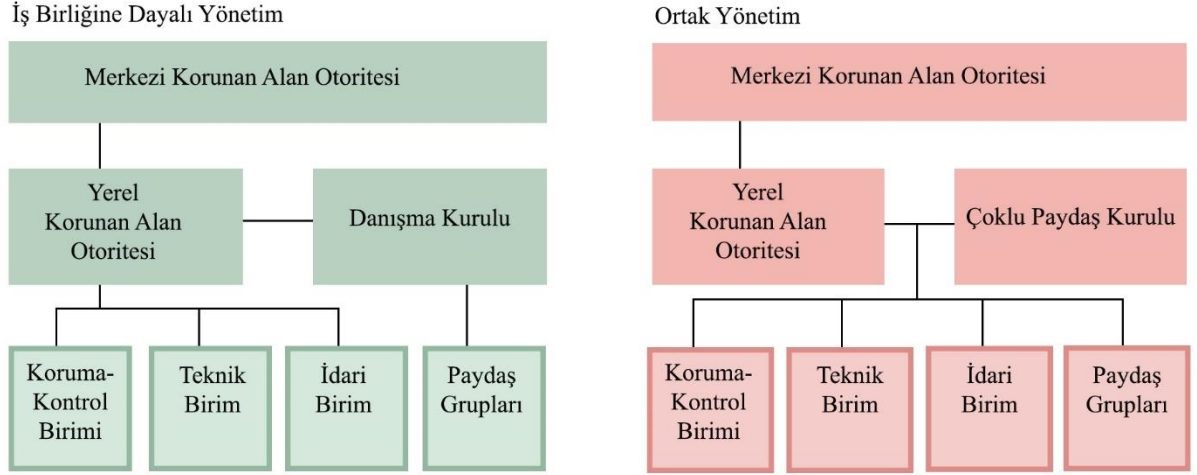 İş Birliğine Dayalı Yönetim
Merkezi Korunan Alan Otoritesi
Yerel
Korunan Alan
Otoritesi
Danışma Kurulu
Koruma-
Kontrol
Birimi
Teknik
Birim
İdari
Birim
Paydaş
Grupları
Ortak Yönetim
Merkezi Korunan Alan Otoritesi
Yerel
Korunan Alan
Otoritesi
Çoklu Paydaş Kurulu
Koruma-
Kontrol
Birimi
Teknik
Birim
İdari
Birim
Paydaş
Grupları